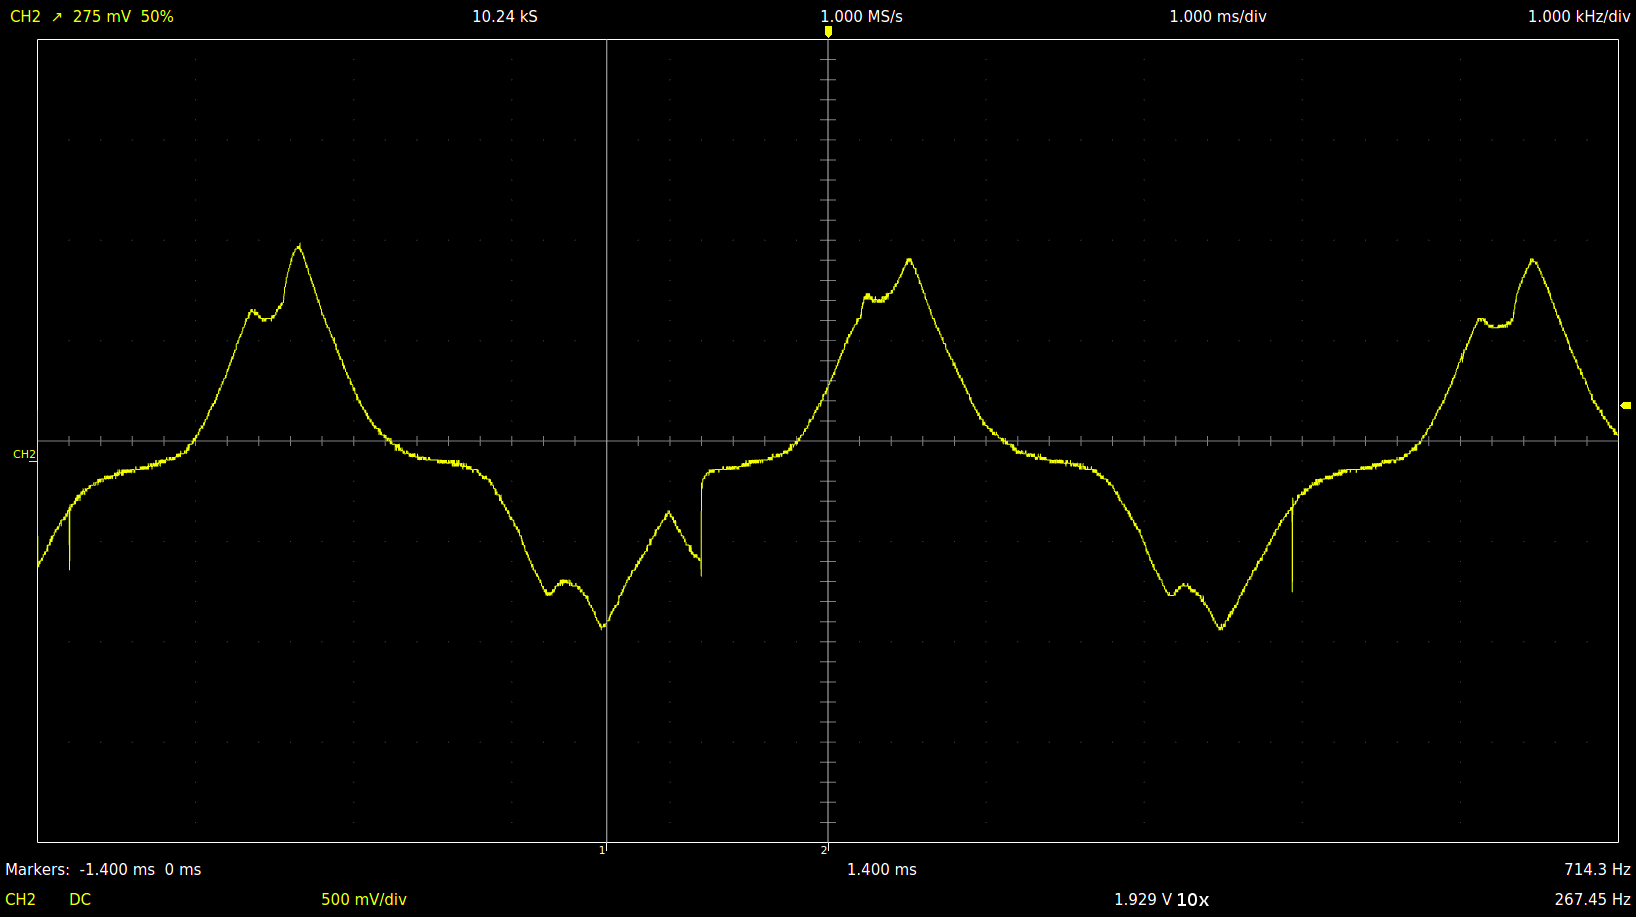 CH2 ↗ 275 mV 50% 10.24 kS 1.000 MS/s 1.000 ms/div 1.000 kHz/div
CH2
1 2
Markers: -1.400 ms 0 ms 1.400 ms 714.3 Hz
CH2 DC 500 mV/div 1.929 V 10x 267.45 Hz